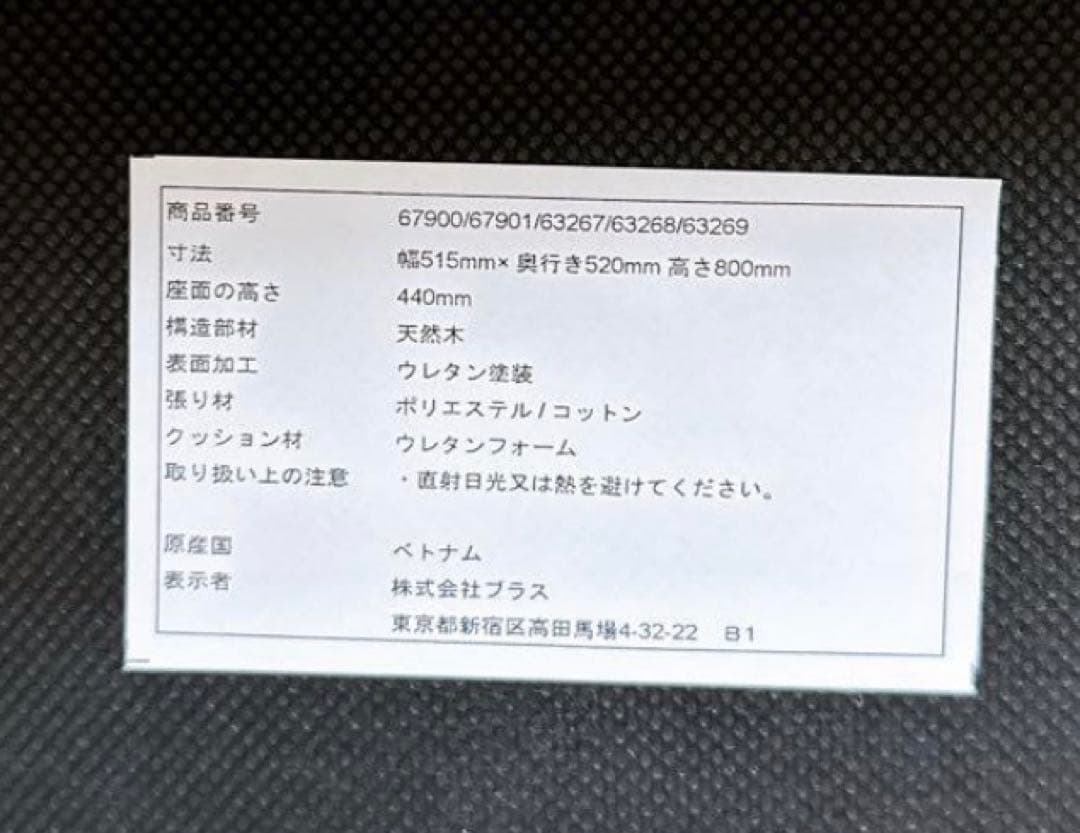 商品番号 67900/67901/63267/63268/63269
寸法 幅515mm× 奥行き520mm 高さ800mm
座面の高さ 440mm
構造部材 天然木
表面加工 ウレタン塗装
張り材 ポリエステル / コットン
クッション材 ウレタンフォーム
取り扱い上の注意 ・直射日光又は熱を避けてください。
原産国 ベトナム
表示者 株式会社プラス
東京都新宿区高田馬場4-32-22 B1